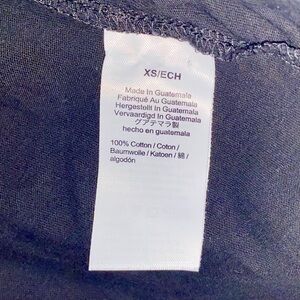 XS/ECH
Made In Guatemala
Fabriqué Au Guatemala
Hergestellt In Guatemala
Vervaardigd In Guatemala
グアテマラ製
hecho en guatemala
100% Cotton / Coton /
Baumwolle / Katoen / 綿 /
algodón